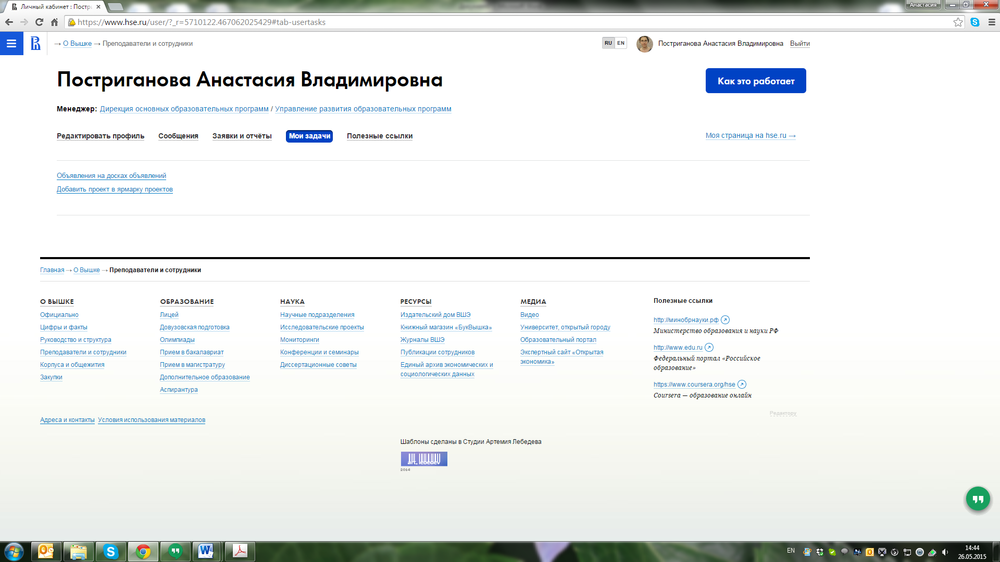 Личный кабинет : Постри
Анастасия
https://www.hse.ru/user/?_r=5710122.467062025429#tab-usertasks
→ О Вышке → Преподаватели и сотрудники
RU EN
Постриганова Анастасия Владимировна
Выйти
Постриганова Анастасия Владимировна
Как это работает
Менеджер: Дирекция основных образовательных программ / Управление развития образовательных программ
Редактировать профиль Сообщения Заявки и отчёты Мои задачи Полезные ссылки
Моя страница на hse.ru →
Объявления на досках объявлений
Добавить проект в ярмарку проектов
Главная → О Вышке → Преподаватели и сотрудники
О ВЫШКЕ
Официально
Цифры и факты
Руководство и структура
Преподаватели и сотрудники
Корпуса и общежития
Закупки
ОБРАЗОВАНИЕ
Лицей
Довузовская подготовка
Олимпиады
Прием в бакалавриат
Прием в магистратуру
Дополнительное образование
Аспирантура
НАУКА
Научные подразделения
Исследовательские проекты
Мониторинги
Конференции и семинары
Диссертационные советы
РЕСУРСЫ
Издательский дом ВШЭ
Книжный магазин «БукВышка»
Журналы ВШЭ
Публикации сотрудников
Единый архив экономических и
социологических данных
МЕДИА
Видео
Университет, открытый городу
Образовательный портал
Экспертный сайт «Открытая
экономика»
Полезные ссылки
http://минобрнауки.рф
Министерство образования и науки РФ
http://www.edu.ru
Федеральный портал «Российское
образование»
https://www.coursera.org/hse
Coursera — образование онлайн
Редактору
Адреса и контакты Условия использования материалов
Шаблоны сделаны в Студии Артемия Лебедева
art. lebedev
2014
EN
14:44
26.05.2015